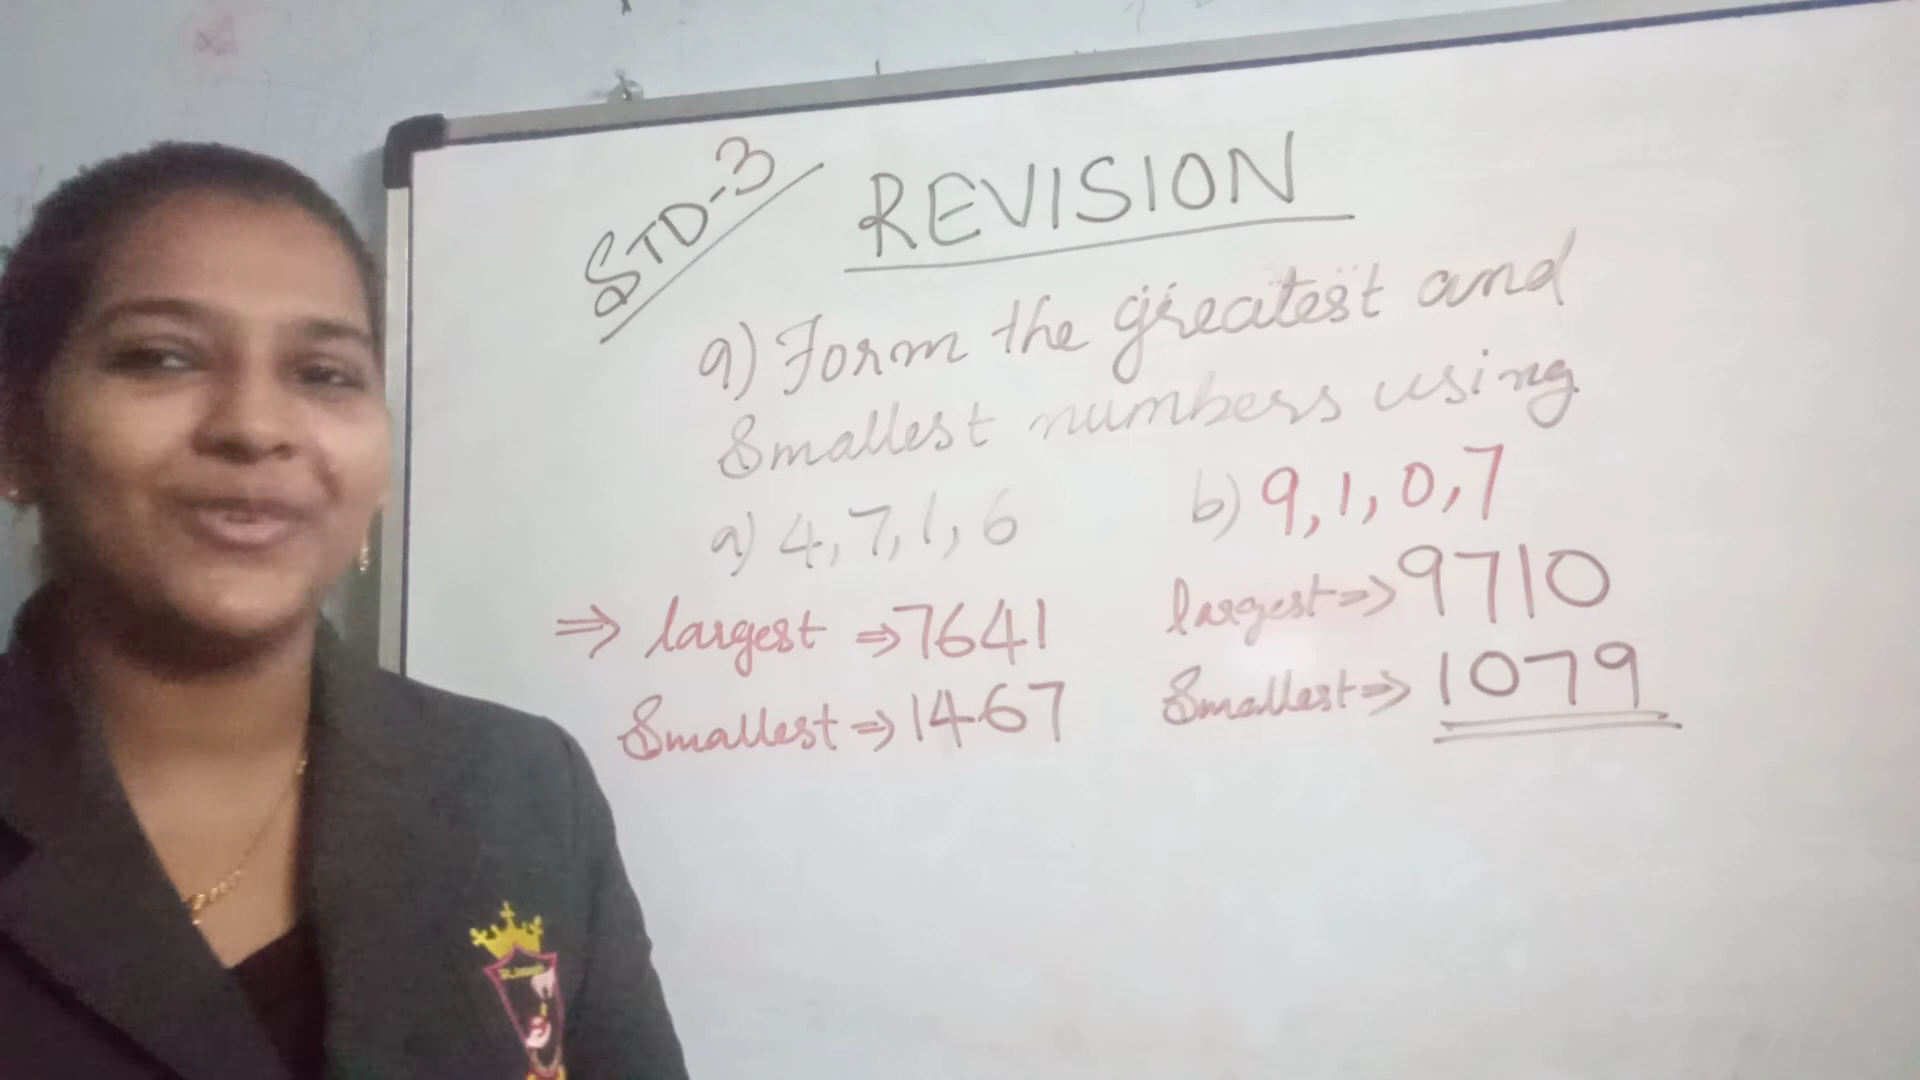 STD-3
REVISION
9) Form the greatest and
Smallest numbers using
a) 4, 7, 1, 6
b) 9, 1, 0, 7
⇒ largest ⇒ 7641
largest ⇒ 9710
Smallest ⇒ 1467
Smallest ⇒ 1079